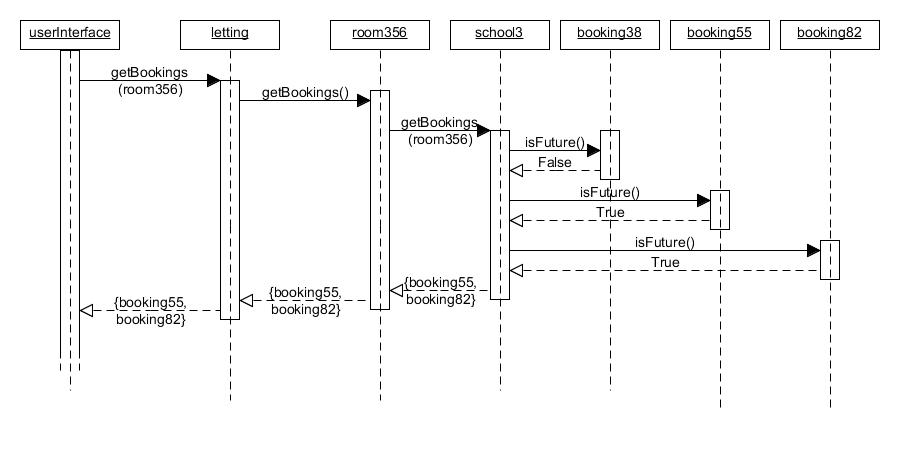 userInterface
letting
room356
school3
booking38
booking55
booking82
getBookings
(room356)
getBookings()
getBookings
(room356)
isFuture()
False
isFuture()
True
isFuture()
True
{booking55,
booking82}
{booking55,
booking82}
{booking55,
booking82}